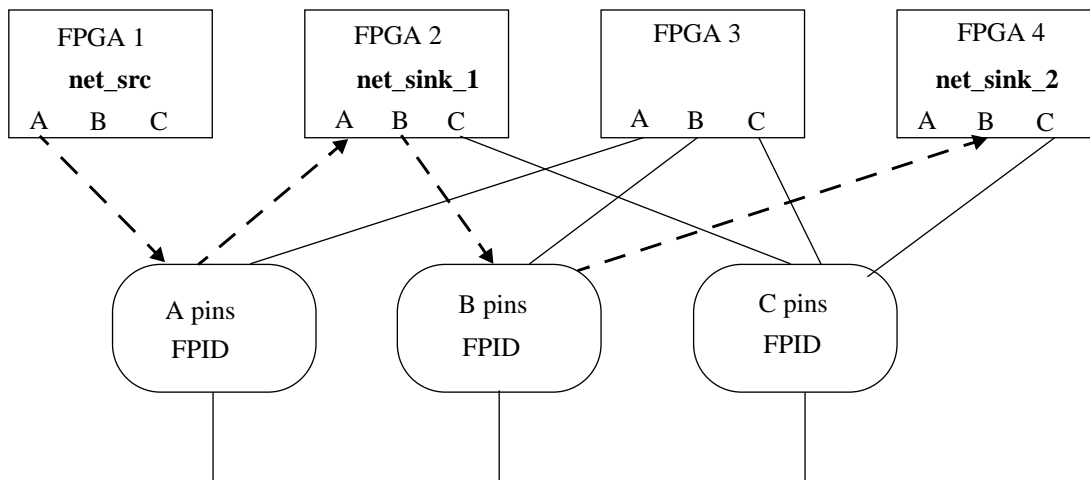 FPGA 1
net_src
A B C
FPGA 2
net_sink_1
A B C
FPGA 3
A B C
FPGA 4
net_sink_2
A B C
A pins
FPID
B pins
FPID
C pins
FPID